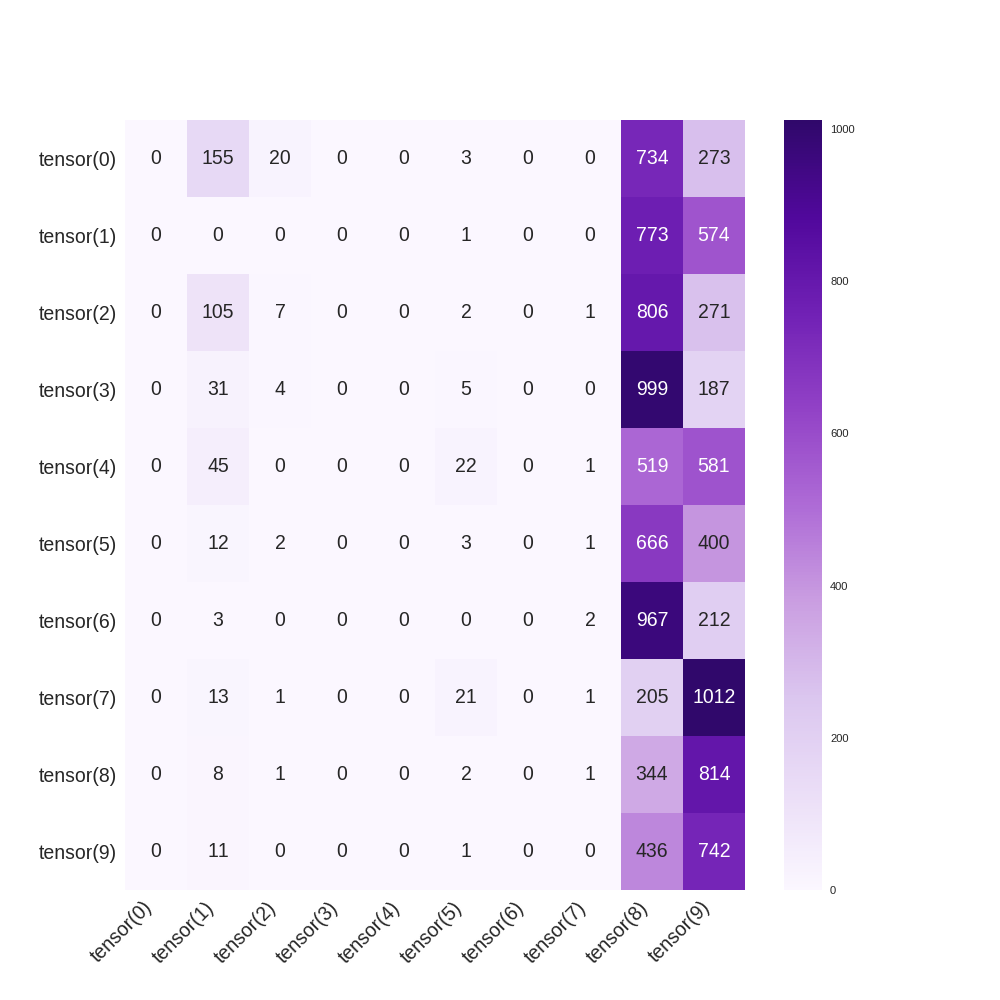 tensor(0) 0 155 20 0 0 3 0 0 734 273
tensor(1) 0 0 0 0 0 1 0 0 773 574
tensor(2) 0 105 7 0 0 2 0 1 806 271
tensor(3) 0 31 4 0 0 5 0 0 999 187
tensor(4) 0 45 0 0 0 22 0 1 519 581
tensor(5) 0 12 2 0 0 3 0 1 666 400
tensor(6) 0 3 0 0 0 0 0 2 967 212
tensor(7) 0 13 1 0 0 21 0 1 205 1012
tensor(8) 0 8 1 0 0 2 0 1 344 814
tensor(9) 0 11 0 0 0 1 0 0 436 742
tensor(0) tensor(1) tensor(2) tensor(3) tensor(4) tensor(5) tensor(6) tensor(7) tensor(8) tensor(9)
1000
800
600
400
200
0